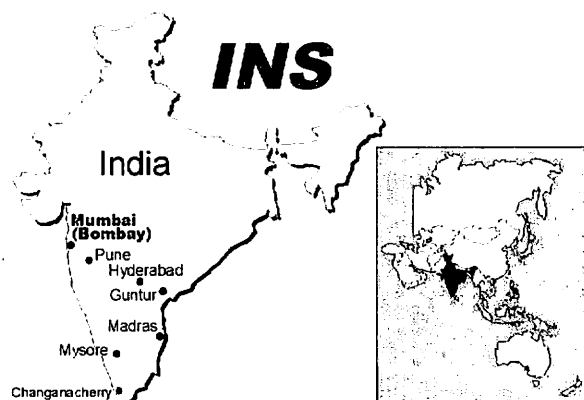 INS
India
Mumbai
(Bombay)
Pune
Hyderabad
Guntur
Madras
Mysore
Changanacherry